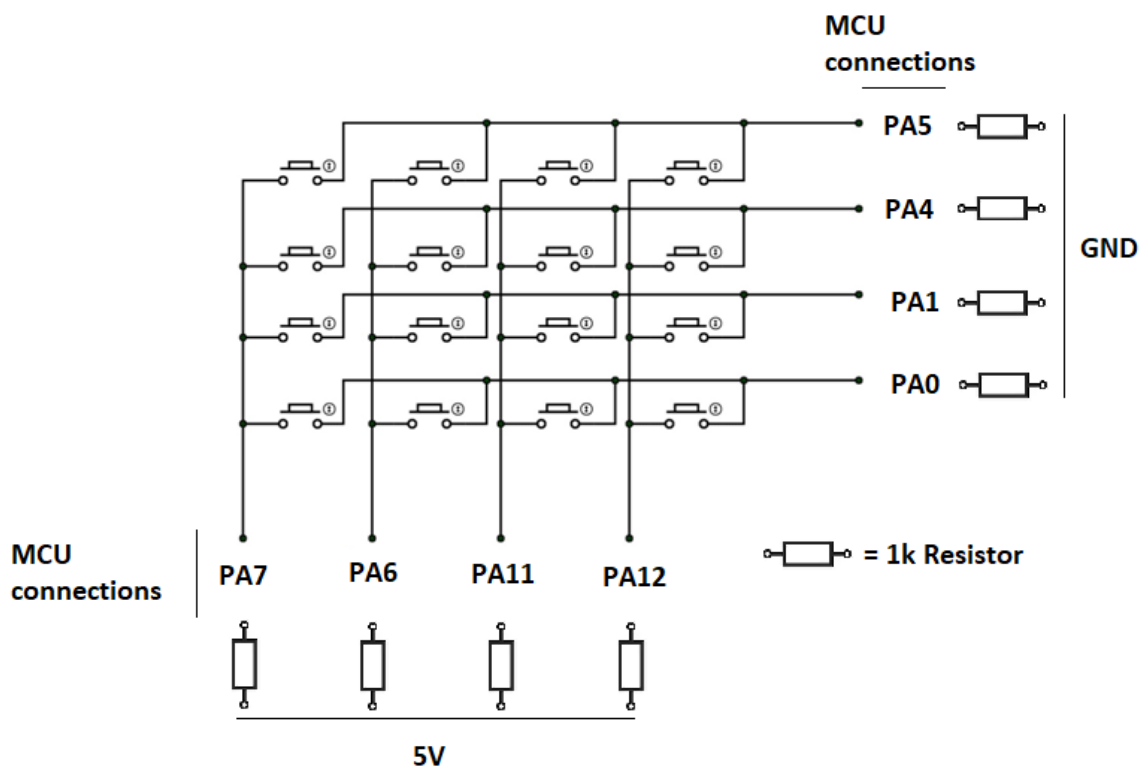 MCU
connections
PA5
PA4
GND
PA1
PA0
MCU
connections
PA7 PA6 PA11 PA12
= 1k Resistor
5V